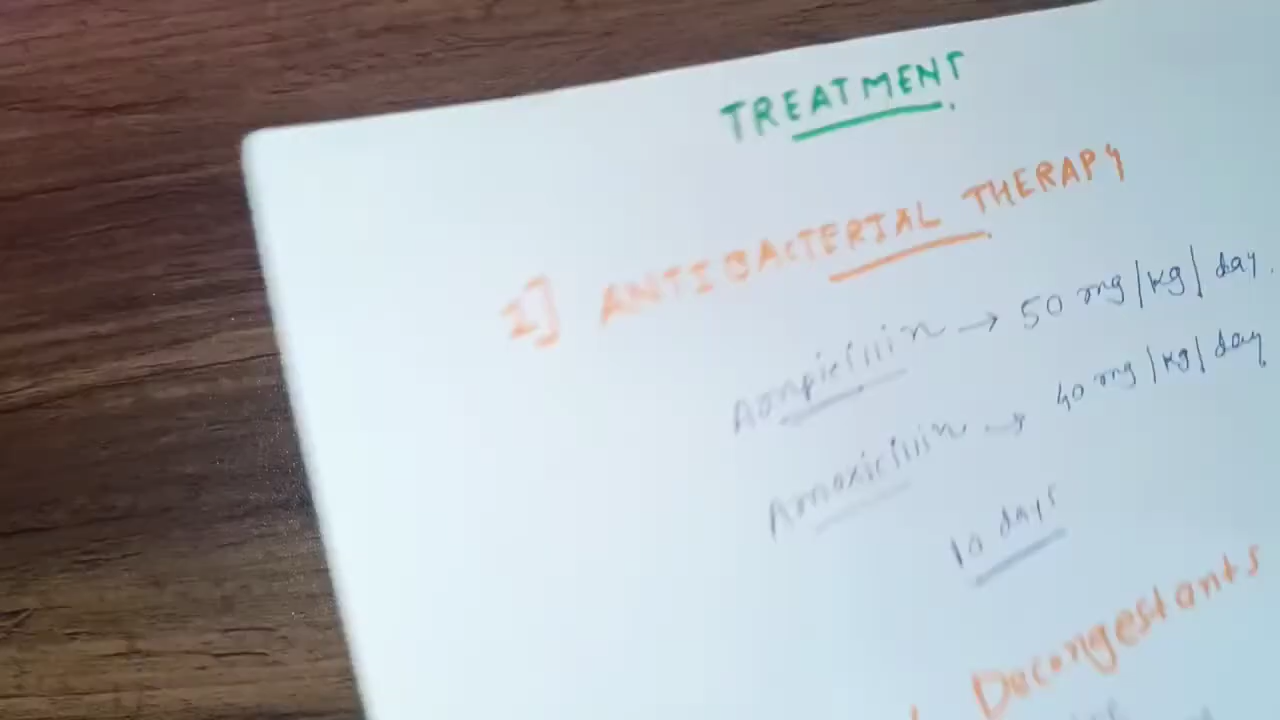 TREATMENT
1] ANTIBACTERIAL THERAPY
Ampicillin → 50 mg/kg/day.
Amoxicillin → 40 mg/kg/day
10 days
Decongestants